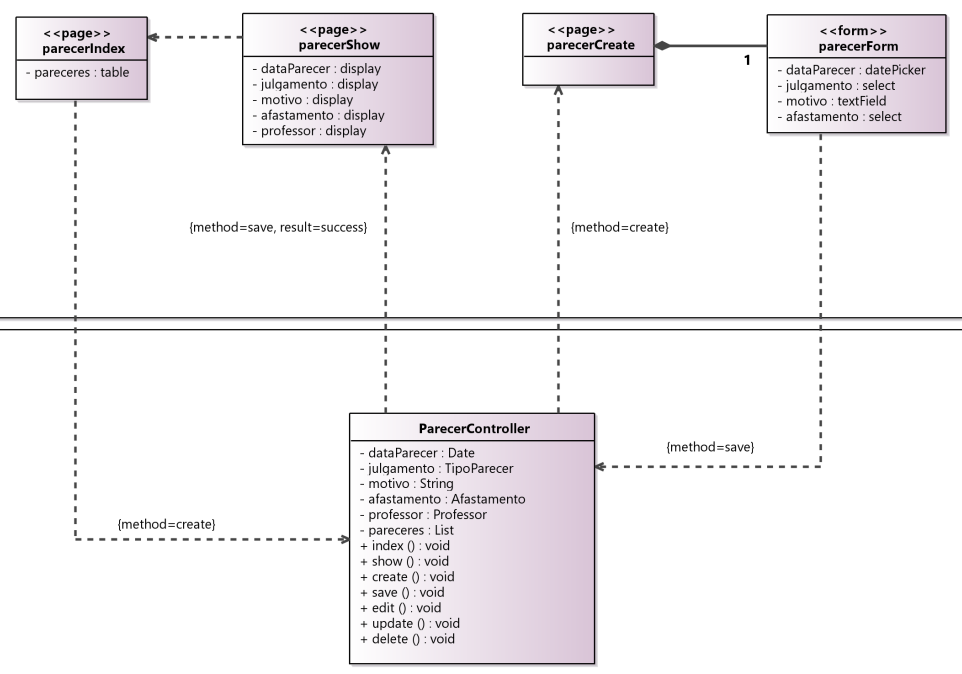 <<page>>
parecerIndex
- pareceres : table
<<page>>
parecerShow
- dataParecer : display
- julgamento : display
- motivo : display
- afastamento : display
- professor : display
<<page>>
parecerCreate
1
<<form>>
parecerForm
- dataParecer : datePicker
- julgamento : select
- motivo : textField
- afastamento : select
{method=save, result=success}
{method=create}
{method=save}
{method=create}
ParecerController
- dataParecer : Date
- julgamento : TipoParecer
- motivo : String
- afastamento : Afastamento
- professor : Professor
- pareceres : List
+ index () : void
+ show () : void
+ create () : void
+ save () : void
+ edit () : void
+ update () : void
+ delete () : void